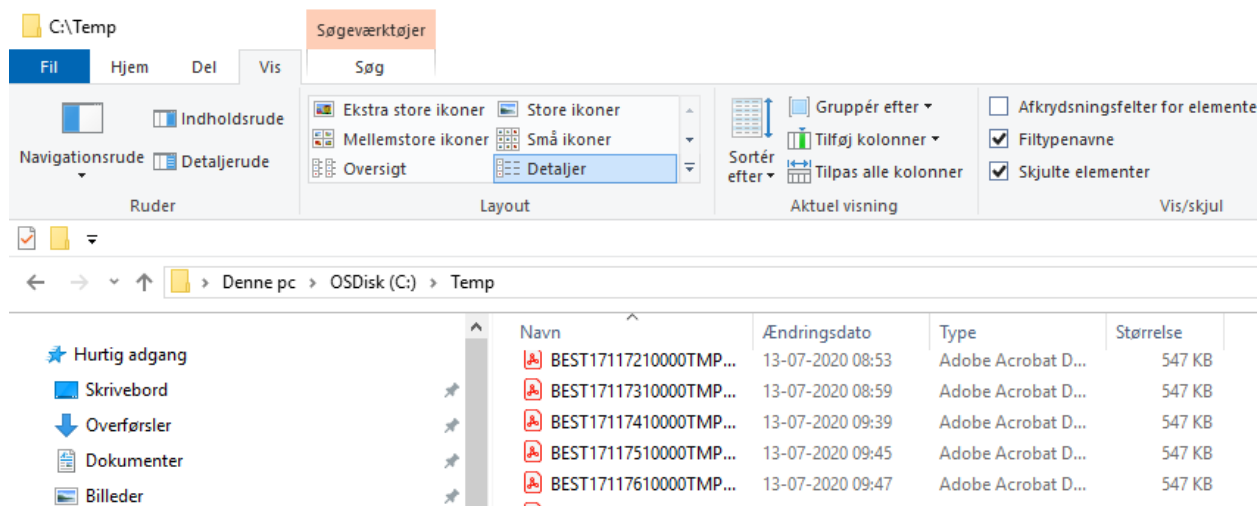 C:\Temp
Søgeværktøjer
Fil Hjem Del Vis Søg
Navigationsrude
Indholdsrude
Detaljerude
Ruder
Ekstra store ikoner Store ikoner
Mellemstore ikoner Små ikoner
Oversigt Detaljer
Layout
Sortér
efter
Gruppér efter
Tilføj kolonner
Tilpas alle kolonner
Aktuel visning
Afkrydsningsfelter for elemente
Filtypenavne
Skjulte elementer
Vis/skjul
Denne pc > OSDisk (C:) > Temp
Hurtig adgang
Skrivebord
Overførsler
Dokumenter
Billeder
Navn Ændringsdato Type Størrelse
BEST17117210000TMP... 13-07-2020 08:53 Adobe Acrobat D... 547 KB
BEST17117310000TMP... 13-07-2020 08:59 Adobe Acrobat D... 547 KB
BEST17117410000TMP... 13-07-2020 09:39 Adobe Acrobat D... 547 KB
BEST17117510000TMP... 13-07-2020 09:45 Adobe Acrobat D... 547 KB
BEST17117610000TMP... 13-07-2020 09:47 Adobe Acrobat D... 547 KB